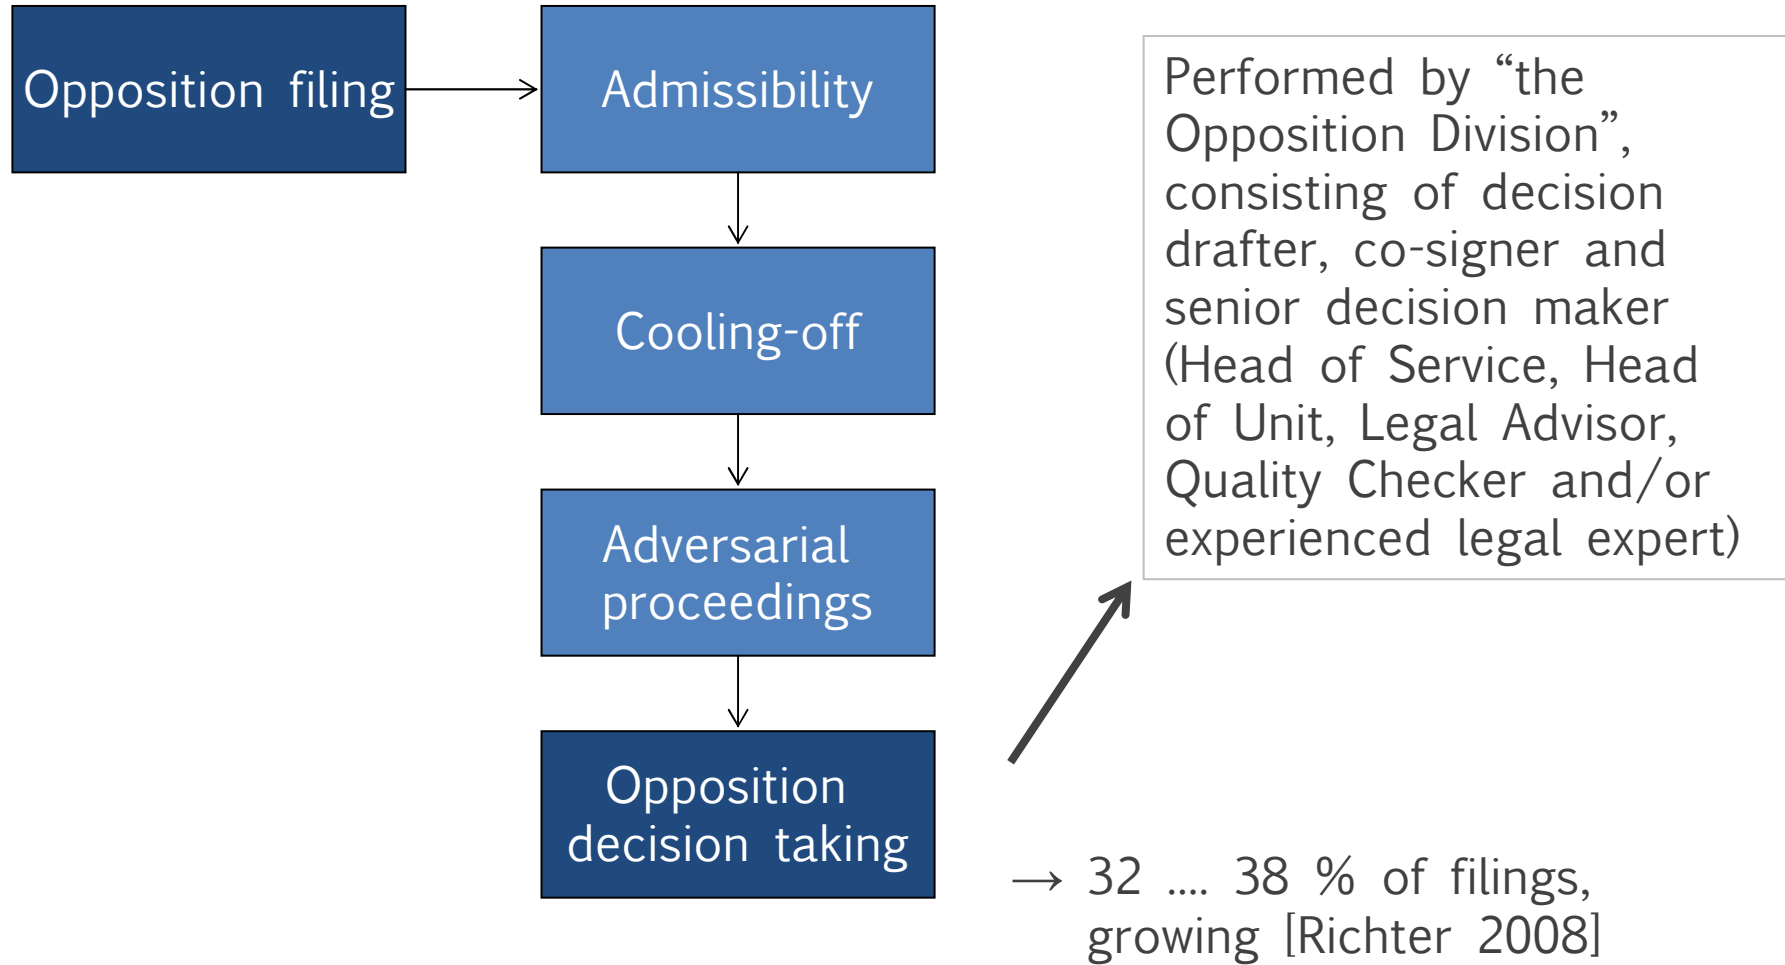 Opposition filing
Admissibility
Cooling-off
Adversarial
proceedings
Opposition
decision taking
Performed by “the
Opposition Division”,
consisting of decision
drafter, co-signer and
senior decision maker
(Head of Service, Head
of Unit, Legal Advisor,
Quality Checker and/or
experienced legal expert)
→ 32 .... 38 % of filings,
growing [Richter 2008]